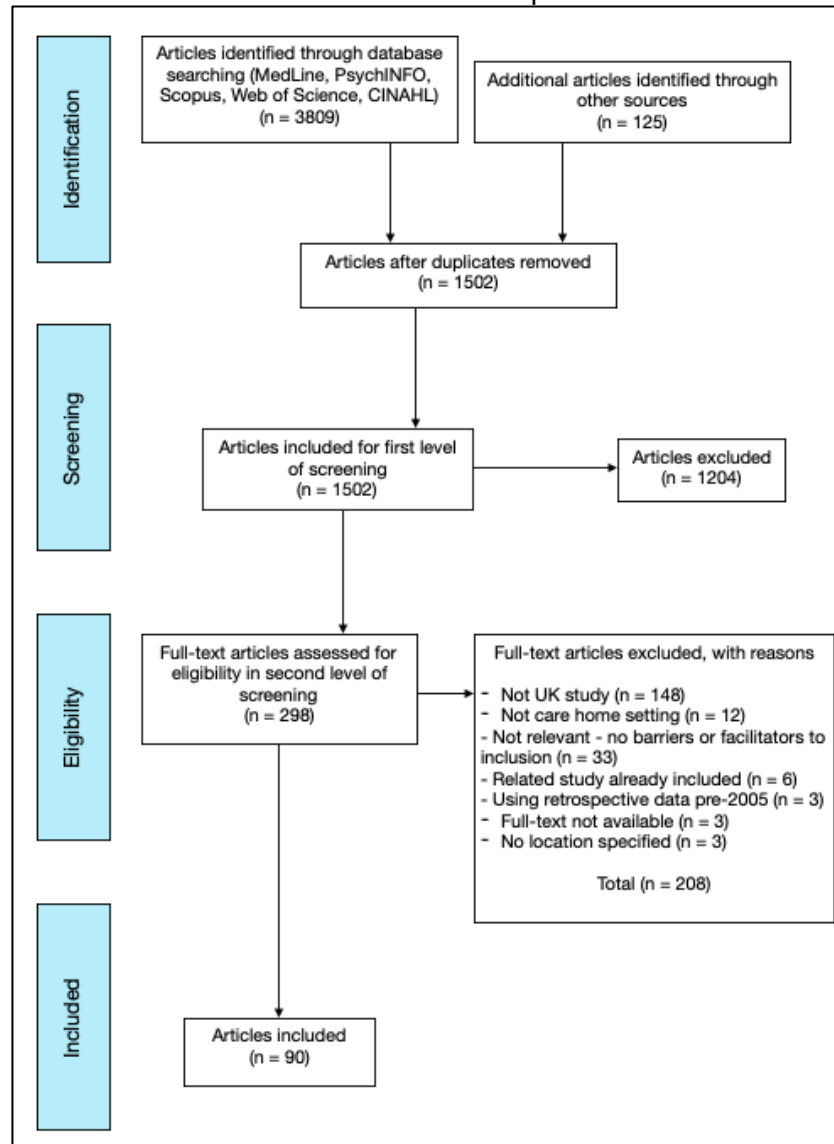 Identification
Articles identified through database
searching (MedLine, PsychINFO,
Scopus, Web of Science, CINAHL)
(n = 3809)
Additional articles identified through
other sources
(n = 125)
Articles after duplicates removed
(n = 1502)
Screening
Articles included for first level
of screening
(n = 1502)
Articles excluded
(n = 1204)
Eligibility
Full-text articles assessed for
eligibility in second level of
screening
(n = 298)
Full-text articles excluded, with reasons
- Not UK study (n = 148)
- Not care home setting (n = 12)
- Not relevant - no barriers or facilitators to
inclusion (n = 33)
- Related study already included (n = 6)
- Using retrospective data pre-2005 (n = 3)
- Full-text not available (n = 3)
- No location specified (n = 3)
Total (n = 208)
Included
Articles included
(n = 90)